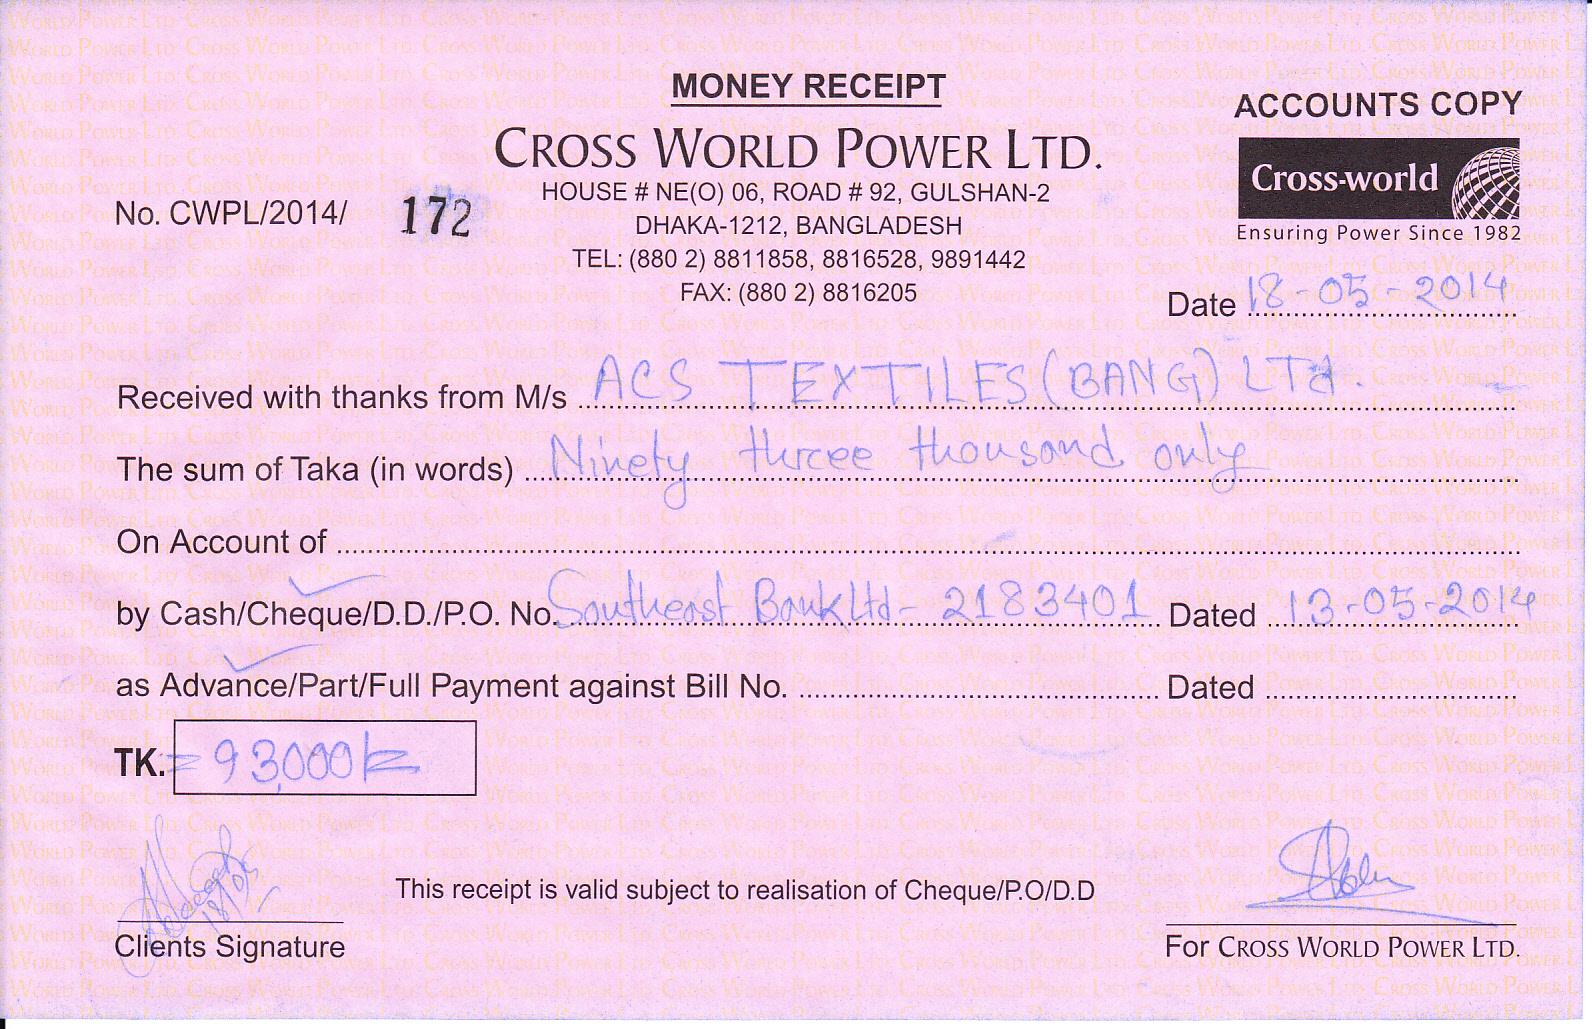 MONEY RECEIPT
ACCOUNTS COPY
CROSS WORLD POWER LTD.
Cross-world
Ensuring Power Since 1982
HOUSE # NE(O) 06, ROAD # 92, GULSHAN-2
DHAKA-1212, BANGLADESH
TEL: (880 2) 8811858, 8816528, 9891442
FAX: (880 2) 8816205
No. CWPL/2014/ 172
Date 18-05-2014
Received with thanks from M/s ACS TEXTILES (BANG) LTd.
The sum of Taka (in words) Ninety three thousand only
On Account of
by Cash/Cheque/D.D./P.O. No. Southeast Bank Ltd- 2183401 Dated 13-05-2014
as Advance/Part/Full Payment against Bill No. Dated
TK. = 93,000/=
18/05
This receipt is valid subject to realisation of Cheque/P.O/D.D
Clients Signature
For CROSS WORLD POWER LTD.